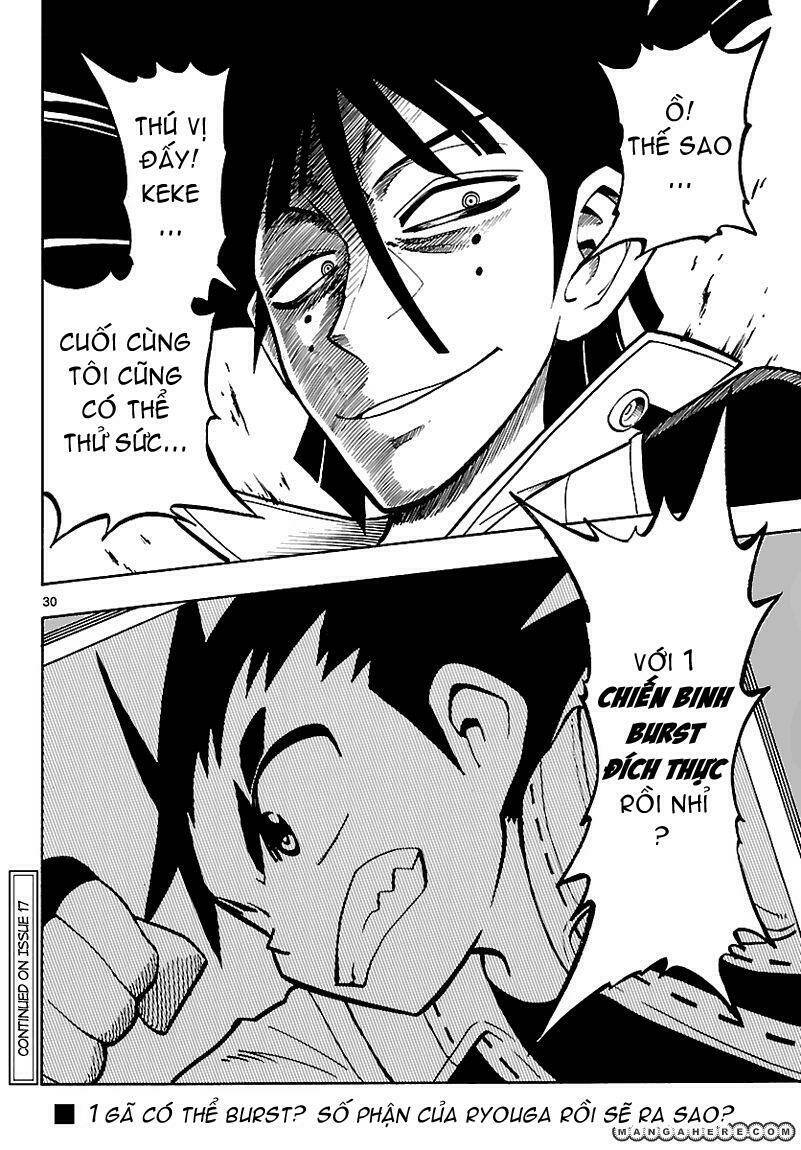 Ồ!
THẾ SAO
...
THÚ VỊ
ĐẤY!
KEKE
...
CUỐI CÙNG
TÔI CŨNG
CÓ THỂ
THỬ SỨC...
30
VỚI 1
CHIẾN BINH
BURST
ĐÍCH THỰC
RỒI NHỈ
?
CONTINUED ON ISSUE 17
1 GÃ CÓ THỂ BURST? SỐ PHẬN CỦA RYOUGA RỒI SẼ RA SAO?
MANGAHERE.COM